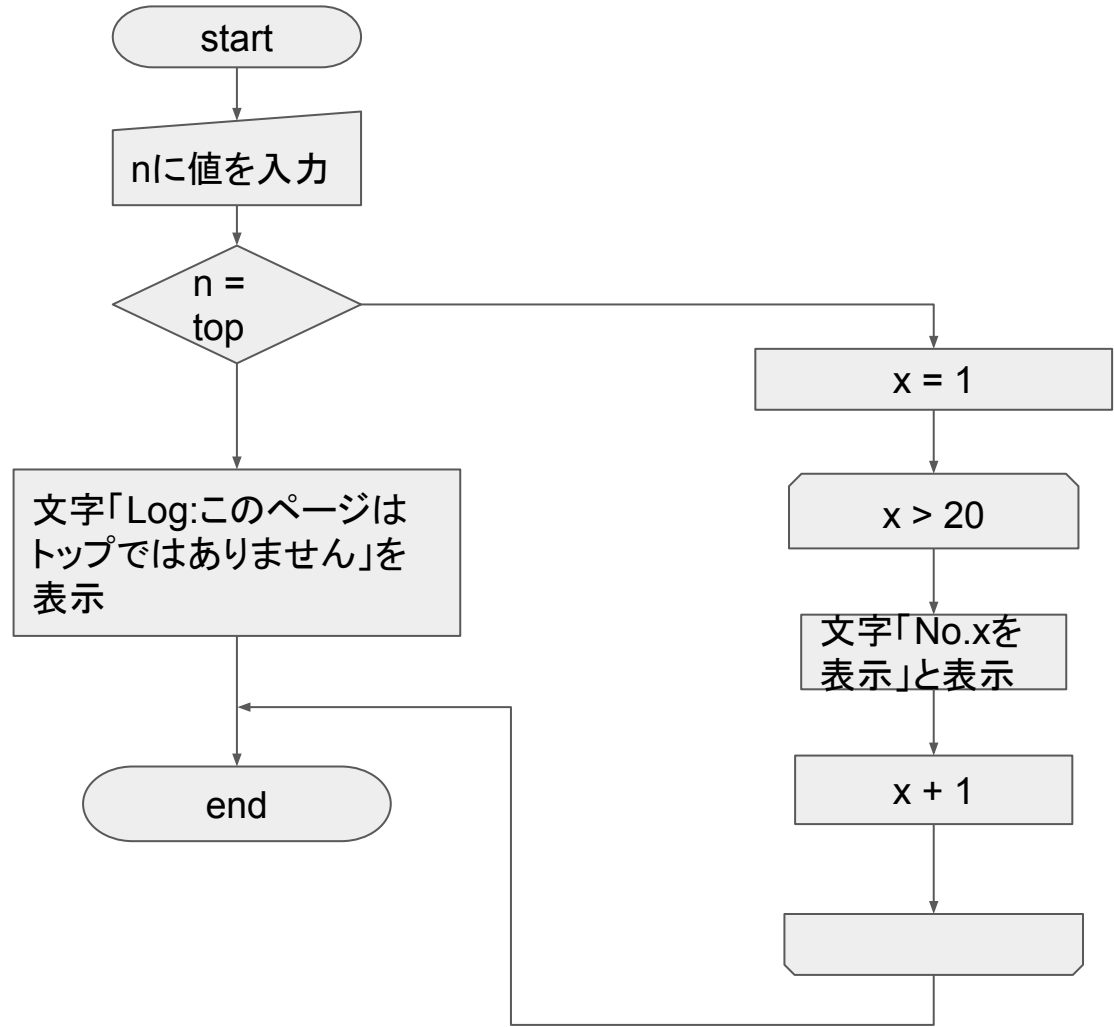 start
nに値を入力
n =
top
x = 1
x > 20
文字「Log:このページは
トップではありません」を
表示
文字「No.xを
表示」と表示
x + 1
end